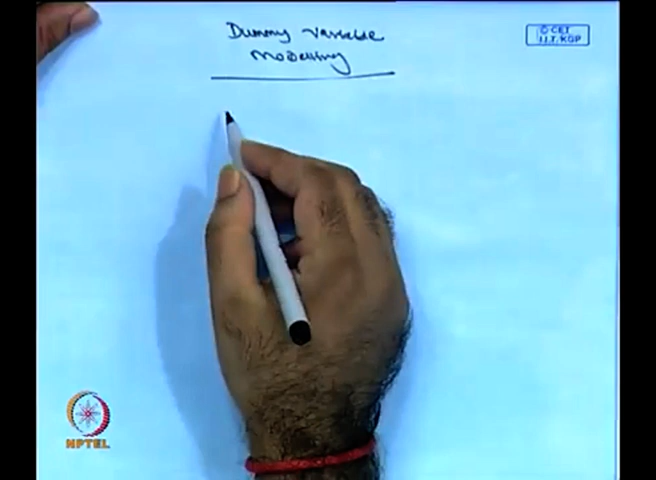 Dummy Variable
Modelling
© CET
I.I.T. KGP
NPTEL